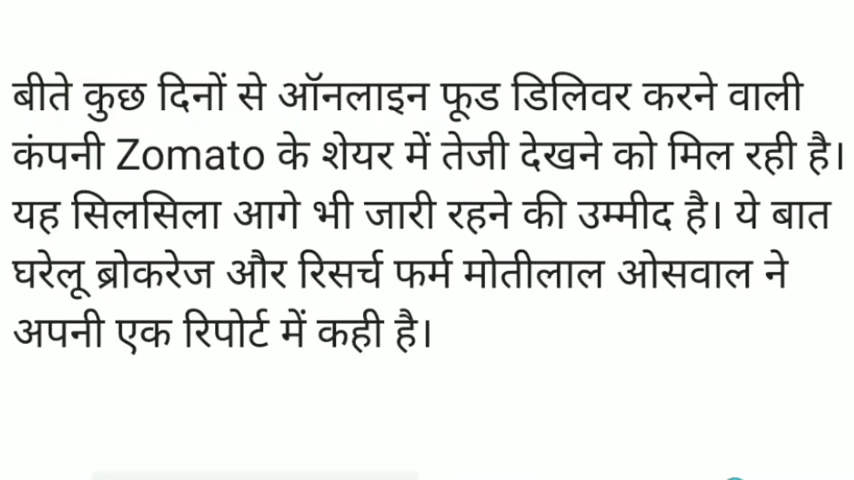 बीते कुछ दिनों से ऑनलाइन फूड डिलिवर करने वाली
कंपनी Zomato के शेयर में तेजी देखने को मिल रही है।
यह सिलसिला आगे भी जारी रहने की उम्मीद है। ये बात
घरेलू ब्रोकरेज और रिसर्च फर्म मोतीलाल ओसवाल ने
अपनी एक रिपोर्ट में कही है।